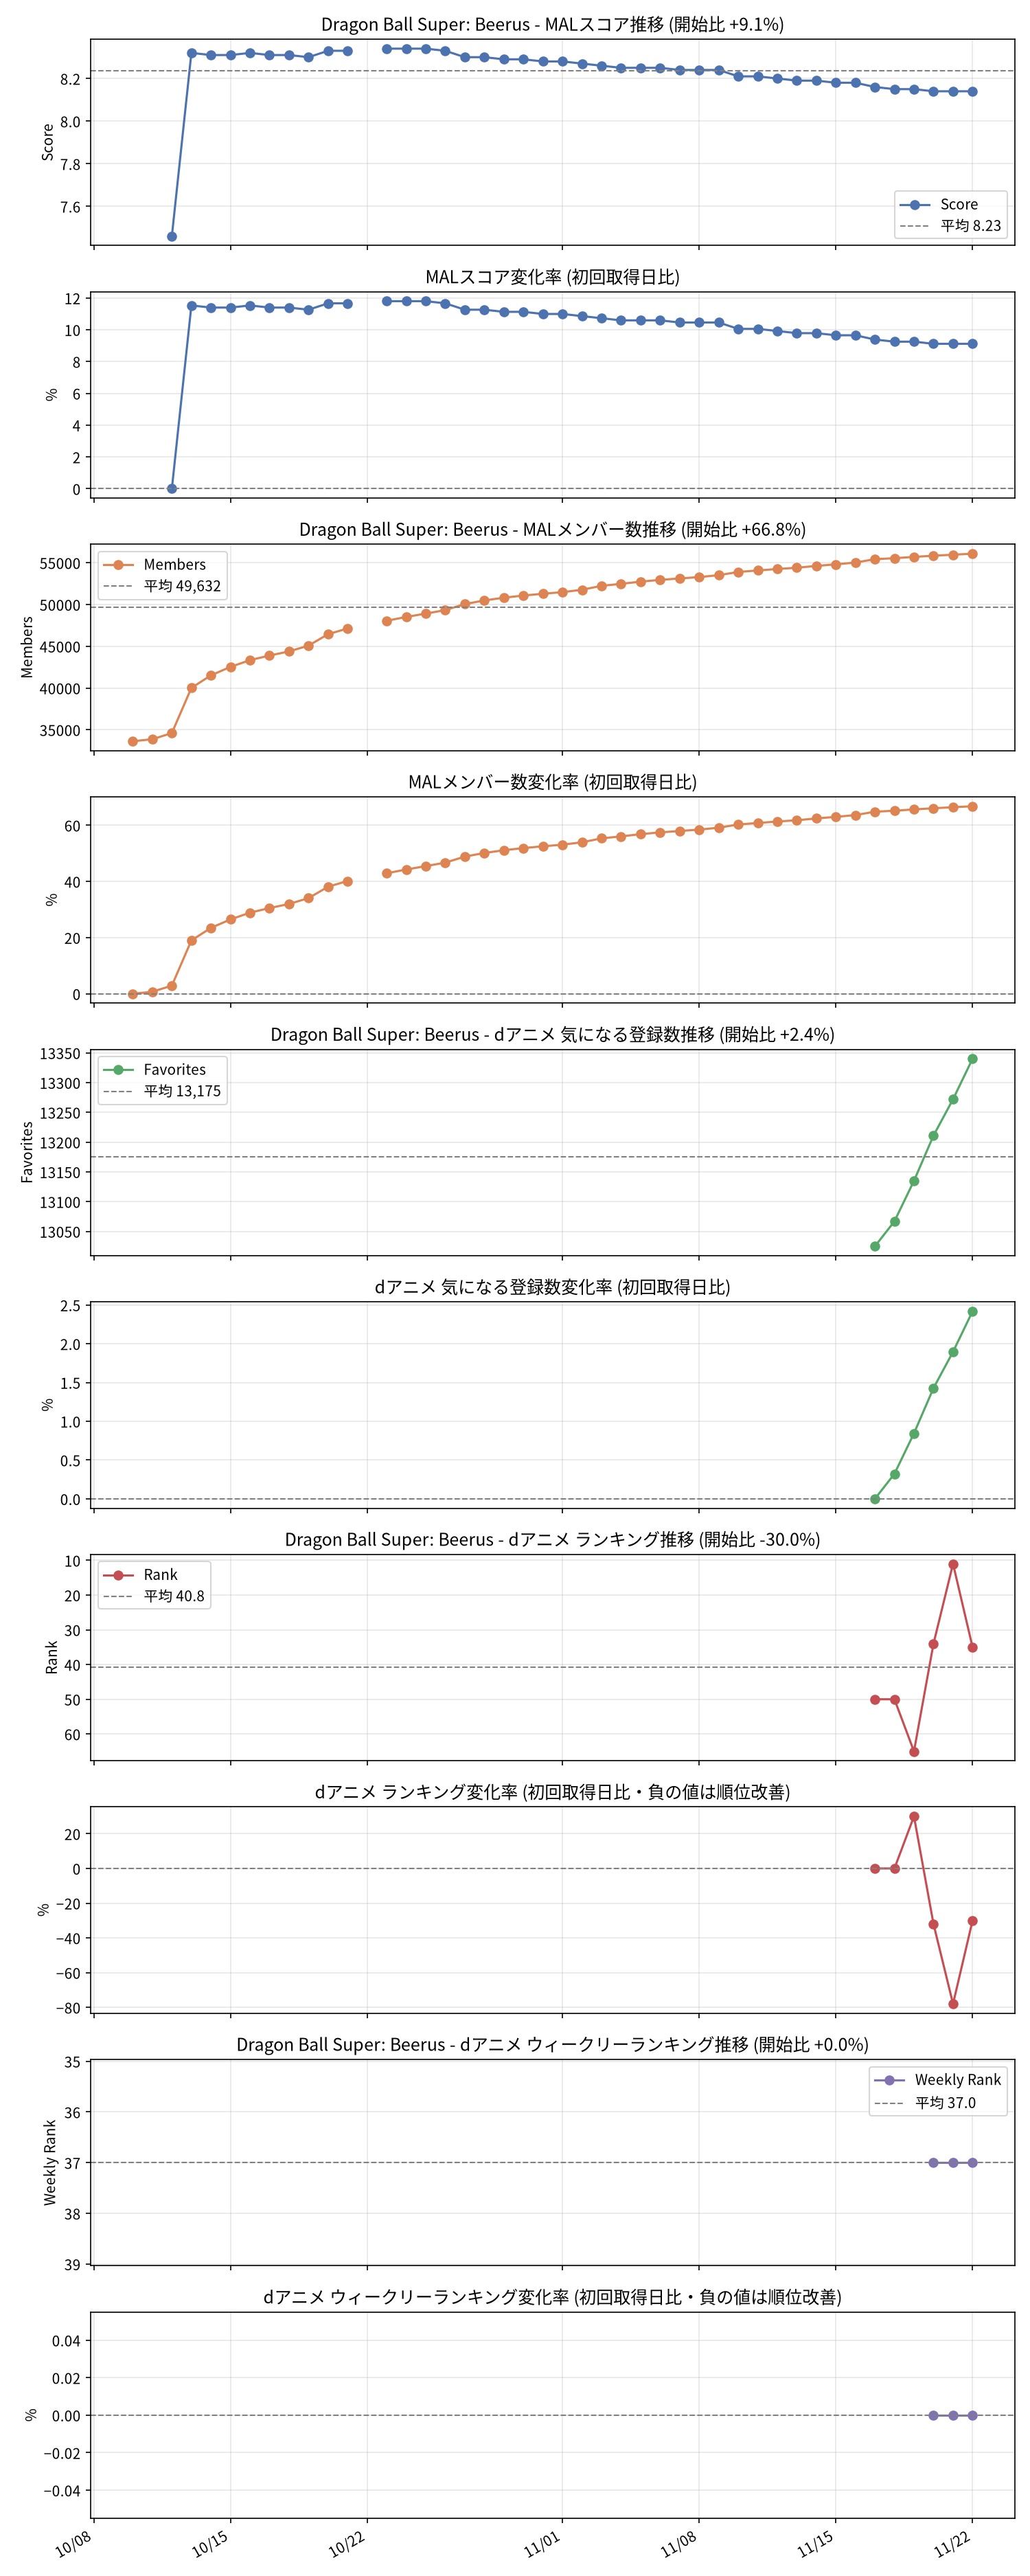 Dragon Ball Super: Beerus - MALスコア推移 (開始比 +9.1%)
8.2
8.0
7.8
7.6
Score
Score
平均 8.23
MALスコア変化率 (初回取得日比)
12
10
8
6
4
2
0
%
Dragon Ball Super: Beerus - MALメンバー数推移 (開始比 +66.8%)
55000
50000
45000
40000
35000
Members
Members
平均 49,632
MALメンバー数変化率 (初回取得日比)
60
40
20
0
%
Dragon Ball Super: Beerus - dアニメ 気になる登録数推移 (開始比 +2.4%)
13350
13300
13250
13200
13150
13100
13050
Favorites
Favorites
平均 13,175
dアニメ 気になる登録数変化率 (初回取得日比)
2.5
2.0
1.5
1.0
0.5
0.0
%
Dragon Ball Super: Beerus - dアニメ ランキング推移 (開始比 -30.0%)
10
20
30
40
50
60
Rank
Rank
平均 40.8
dアニメ ランキング変化率 (初回取得日比・負の値は順位改善)
20
0
−20
−40
−60
−80
%
Dragon Ball Super: Beerus - dアニメ ウィークリーランキング推移 (開始比 +0.0%)
35
36
37
38
39
Weekly Rank
Weekly Rank
平均 37.0
dアニメ ウィークリーランキング変化率 (初回取得日比・負の値は順位改善)
0.04
0.02
0.00
−0.02
−0.04
%
10/08
10/15
10/22
11/01
11/08
11/15
11/22